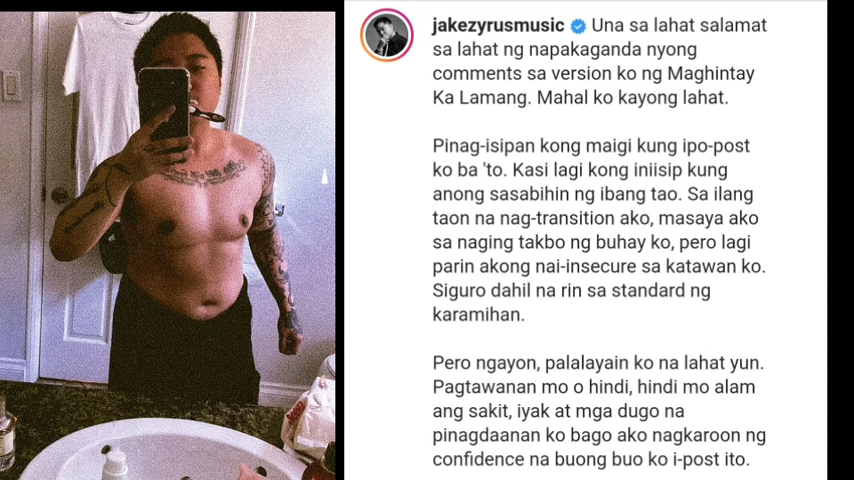 jakezyrusmusic Una sa lahat salamat
sa lahat ng napakaganda nyong
comments sa version ko ng Maghintay
Ka Lamang. Mahal ko kayong lahat.
Pinag-isipan kong maigi kung ipo-post
ko ba 'to. Kasi lagi kong iniisip kung
anong sasabihin ng ibang tao. Sa ilang
taon na nag-transition ako, masaya ako
sa naging takbo ng buhay ko, pero lagi
parin akong nai-insecure sa katawan ko.
Siguro dahil na rin sa standard ng
karamihan.
Pero ngayon, palalayain ko na lahat yun.
Pagtawanan mo o hindi, hindi mo alam
ang sakit, iyak at mga dugo na
pinagdaanan ko bago ako nagkaroon ng
confidence na buong buo ko i-post ito.